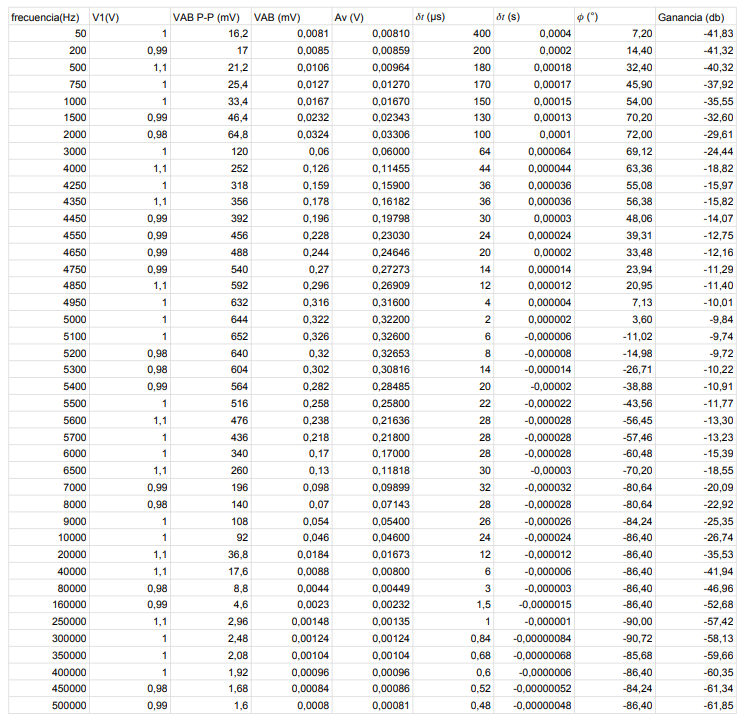 frecuencia(Hz) V1(V) VAB P-P (mV) VAB (mV) Av (V) δt (µs) δt (s) ϕ (°) Ganancia (db)
50 1 16,2 0,0081 0,00810 400 0,0004 7,20 -41,83
200 0,99 17 0,0085 0,00859 200 0,0002 14,40 -41,32
500 1,1 21,2 0,0106 0,00964 180 0,00018 32,40 -40,32
750 1 25,4 0,0127 0,01270 170 0,00017 45,90 -37,92
1000 1 33,4 0,0167 0,01670 150 0,00015 54,00 -35,55
1500 0,99 46,4 0,0232 0,02343 130 0,00013 70,20 -32,60
2000 0,98 64,8 0,0324 0,03306 100 0,0001 72,00 -29,61
3000 1 120 0,06 0,06000 64 0,000064 69,12 -24,44
4000 1,1 252 0,126 0,11455 44 0,000044 63,36 -18,82
4250 1 318 0,159 0,15900 36 0,000036 55,08 -15,97
4350 1,1 356 0,178 0,16182 36 0,000036 56,38 -15,82
4450 0,99 392 0,196 0,19798 30 0,00003 48,06 -14,07
4550 0,99 456 0,228 0,23030 24 0,000024 39,31 -12,75
4650 0,99 488 0,244 0,24646 20 0,00002 33,48 -12,16
4750 0,99 540 0,27 0,27273 14 0,000014 23,94 -11,29
4850 1,1 592 0,296 0,26909 12 0,000012 20,95 -11,40
4950 1 632 0,316 0,31600 4 0,000004 7,13 -10,01
5000 1 644 0,322 0,32200 2 0,000002 3,60 -9,84
5100 1 652 0,326 0,32600 6 -0,000006 -11,02 -9,74
5200 0,98 640 0,32 0,32653 8 -0,000008 -14,98 -9,72
5300 0,98 604 0,302 0,30816 14 -0,000014 -26,71 -10,22
5400 0,99 564 0,282 0,28485 20 -0,00002 -38,88 -10,91
5500 1 516 0,258 0,25800 22 -0,000022 -43,56 -11,77
5600 1,1 476 0,238 0,21636 28 -0,000028 -56,45 -13,30
5700 1 436 0,218 0,21800 28 -0,000028 -57,46 -13,23
6000 1 340 0,17 0,17000 28 -0,000028 -60,48 -15,39
6500 1,1 260 0,13 0,11818 30 -0,00003 -70,20 -18,55
7000 0,99 196 0,098 0,09899 32 -0,000032 -80,64 -20,09
8000 0,98 140 0,07 0,07143 28 -0,000028 -80,64 -22,92
9000 1 108 0,054 0,05400 26 -0,000026 -84,24 -25,35
10000 1 92 0,046 0,04600 24 -0,000024 -86,40 -26,74
20000 1,1 36,8 0,0184 0,01673 12 -0,000012 -86,40 -35,53
40000 1,1 17,6 0,0088 0,00800 6 -0,000006 -86,40 -41,94
80000 0,98 8,8 0,0044 0,00449 3 -0,000003 -86,40 -46,96
160000 0,99 4,6 0,0023 0,00232 1,5 -0,0000015 -86,40 -52,68
250000 1,1 2,96 0,00148 0,00135 1 -0,000001 -90,00 -57,42
300000 1 2,48 0,00124 0,00124 0,84 -0,00000084 -90,72 -58,13
350000 1 2,08 0,00104 0,00104 0,68 -0,00000068 -85,68 -59,66
400000 1 1,92 0,00096 0,00096 0,6 -0,0000006 -86,40 -60,35
450000 0,98 1,68 0,00084 0,00086 0,52 -0,00000052 -84,24 -61,34
500000 0,99 1,6 0,0008 0,00081 0,48 -0,00000048 -86,40 -61,85